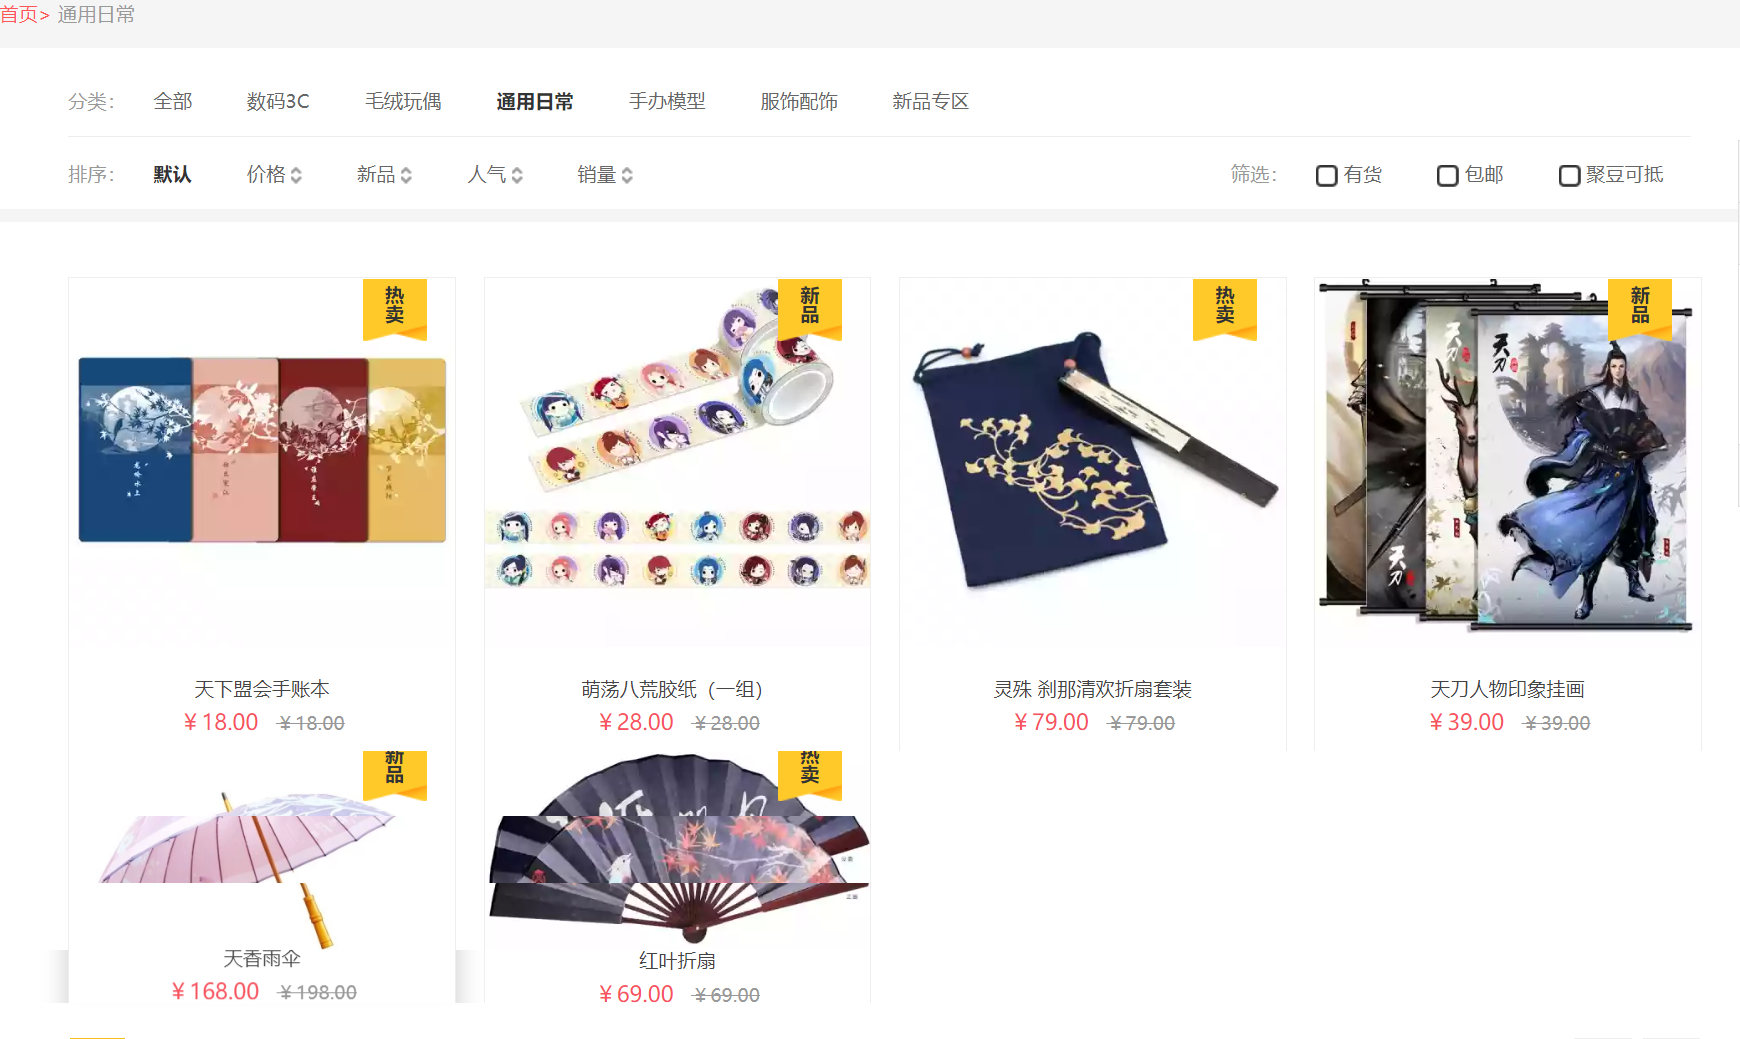 首页> 通用日常
分类： 全部 数码3C 毛绒玩偶 通用日常 手办模型 服饰配饰 新品专区
排序： 默认 价格 新品 人气 销量 筛选： 有货 包邮 聚豆可抵
热卖
新品
热卖
新品
天刀
天刀
天刀
天下盟会手账本
萌荡八荒胶纸（一组）
灵殊 刹那清欢折扇套装
天刀人物印象挂画
¥18.00 ¥18.00
¥28.00 ¥28.00
¥79.00 ¥79.00
¥39.00 ¥39.00
新品
热卖
天香雨伞
红叶折扇
¥168.00 ¥198.00
¥69.00 ¥69.00